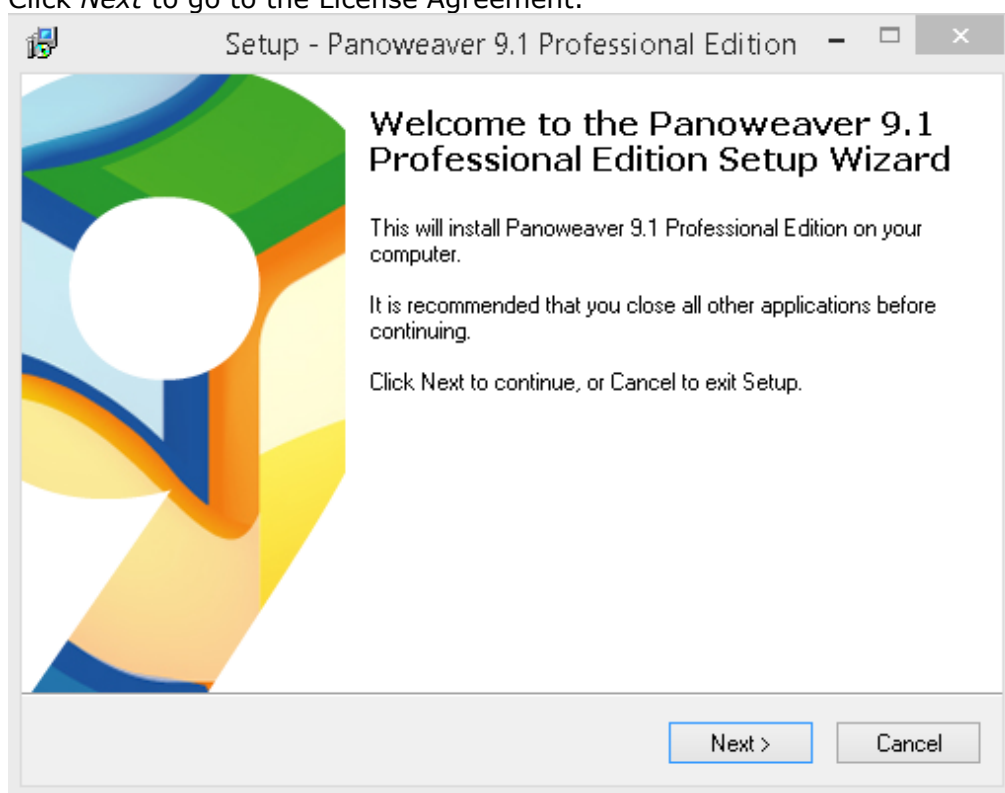 Click Next to go to the License Agreement.
Setup - Panoweaver 9.1 Professional Edition
Welcome to the Panoweaver 9.1
Professional Edition Setup Wizard
This will install Panoweaver 9.1 Professional Edition on your
computer.
It is recommended that you close all other applications before
continuing.
Click Next to continue, or Cancel to exit Setup.
Next >
Cancel